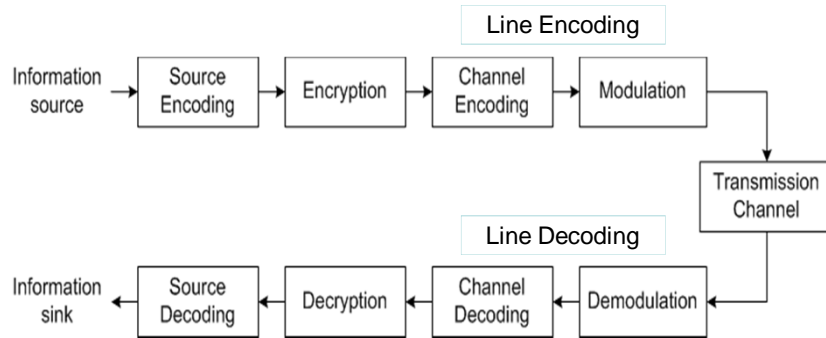 Line Encoding
Information
source
Source
Encoding
Encryption
Channel
Encoding
Modulation
Transmission
Channel
Line Decoding
Information
sink
Source
Decoding
Decryption
Channel
Decoding
Demodulation